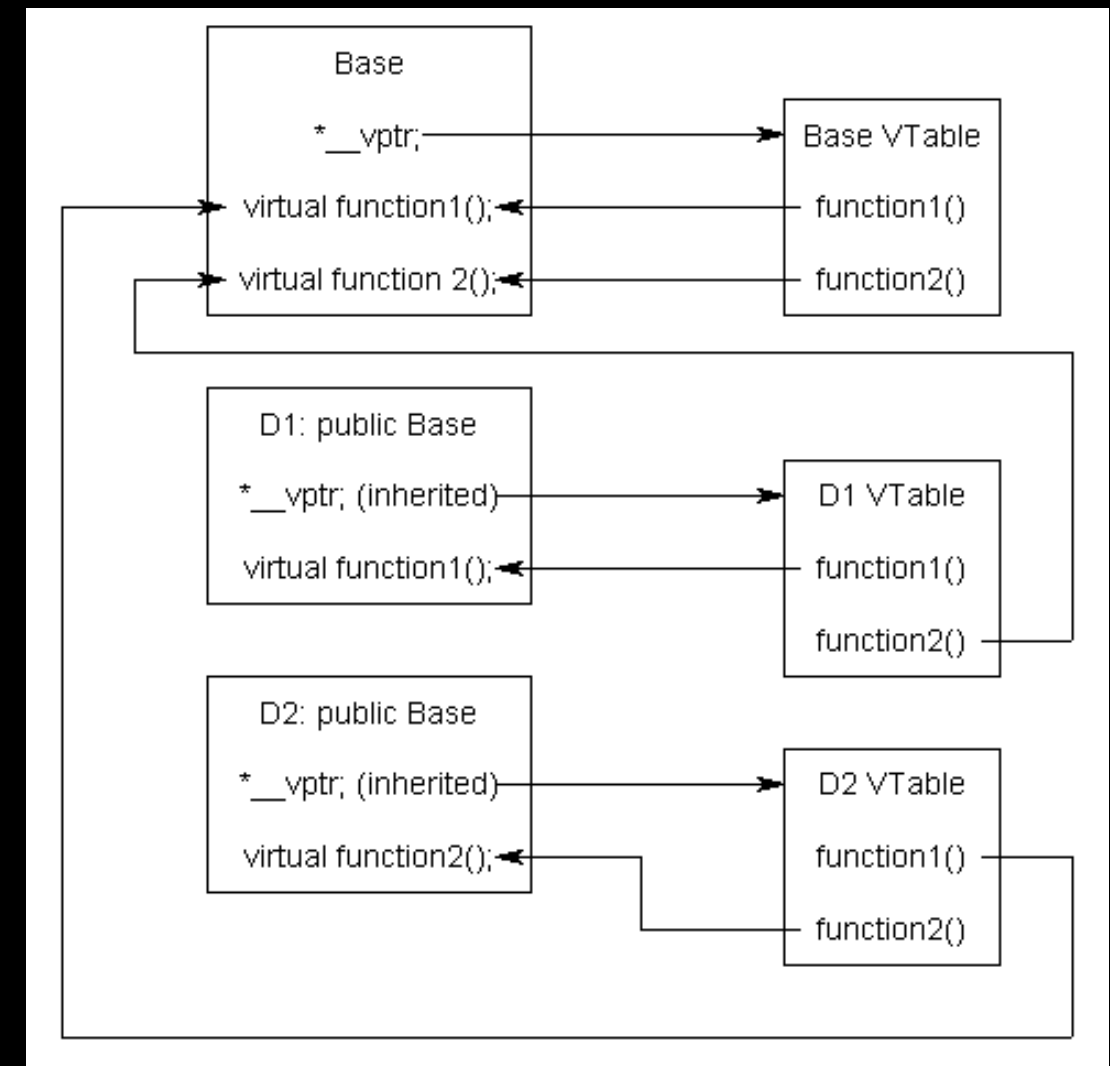 Base
*__vptr;
virtual function1();
virtual function 2();
Base VTable
function1()
function2()
D1: public Base
*__vptr; (inherited)
virtual function1();
D1 VTable
function1()
function2()
D2: public Base
*__vptr; (inherited)
virtual function2();
D2 VTable
function1()
function2()